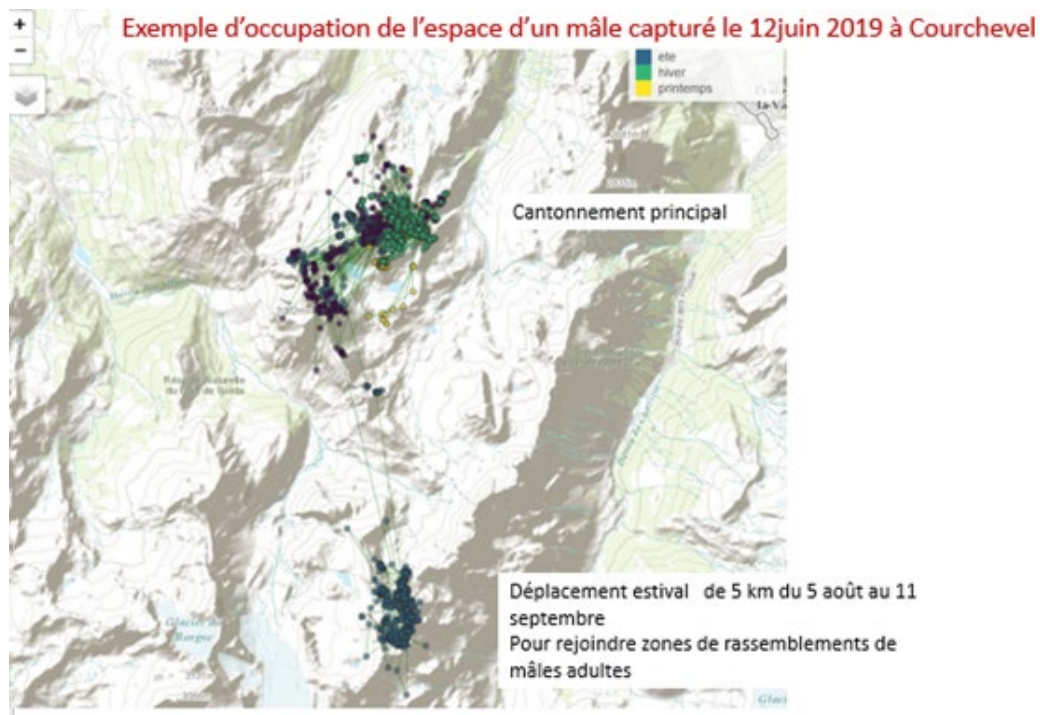 Exemple d'occupation de l'espace d'un mâle capturé le 12juin 2019 à Courchevel
+
−
ete
hiver
printemps
Cantonnement principal
Déplacement estival de 5 km du 5 août au 11
septembre
Pour rejoindre zones de rassemblements de
mâles adultes
Glacier